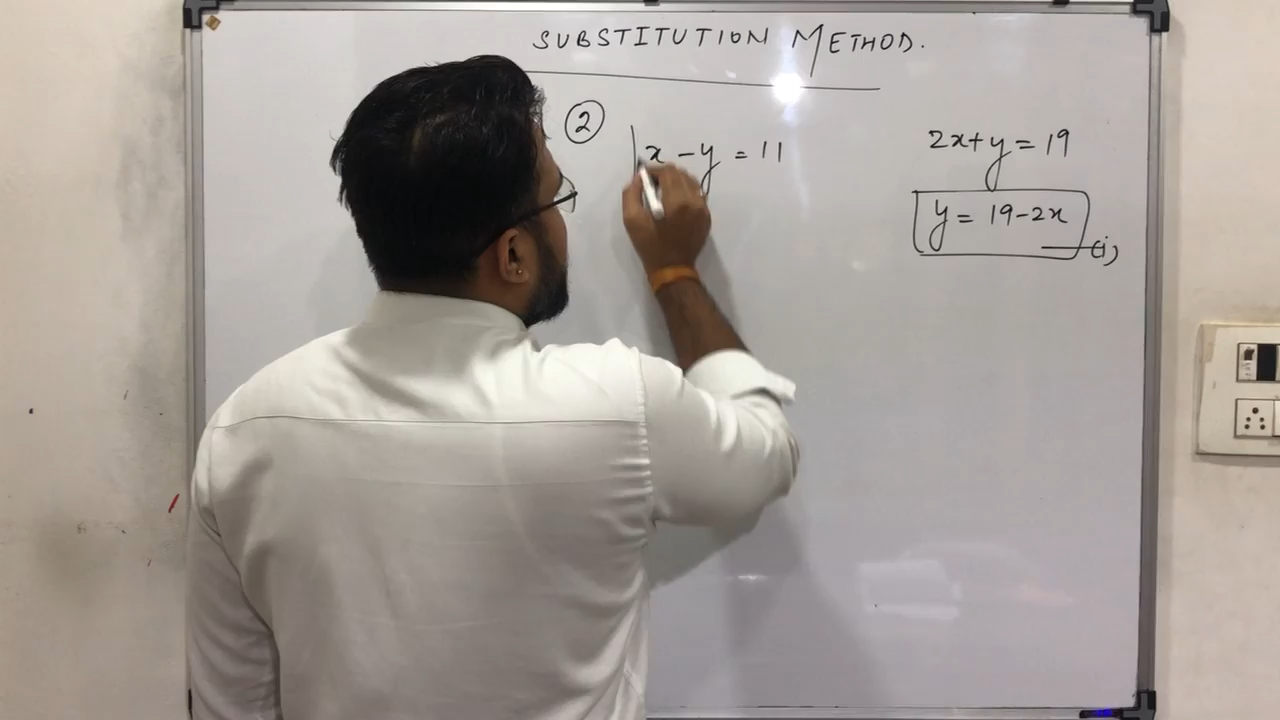 SUBSTITUTION METHOD.
② x - y = 11
2x+y = 19
y = 19-2x
(i)